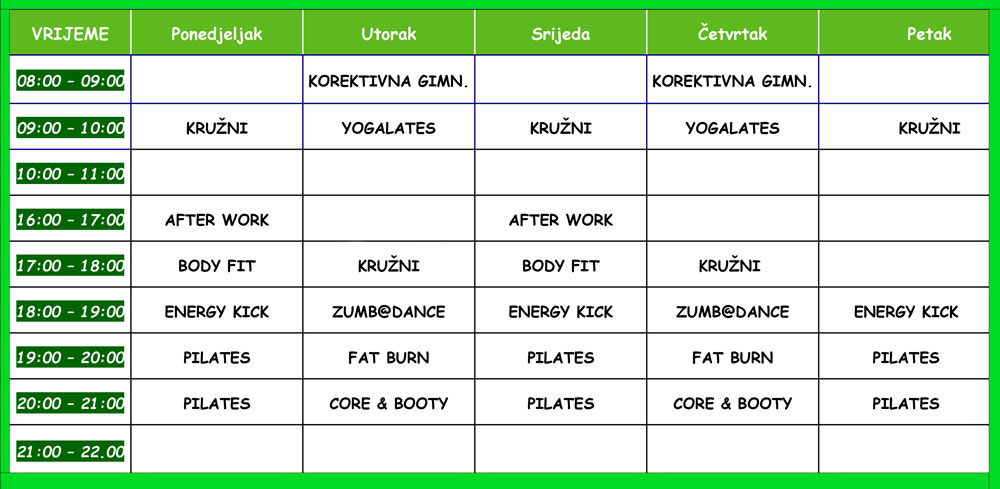 VRIJEME Ponedjeljak Utorak Srijeda Četvrtak Petak
08:00 – 09:00 KOREKTIVNA GIMN. KOREKTIVNA GIMN.
09:00 – 10:00 KRUŽNI YOGALATES KRUŽNI YOGALATES KRUŽNI
10:00 – 11:00
16:00 – 17:00 AFTER WORK AFTER WORK
17:00 – 18:00 BODY FIT KRUŽNI BODY FIT KRUŽNI
18:00 – 19:00 ENERGY KICK ZUMB@DANCE ENERGY KICK ZUMB@DANCE ENERGY KICK
19:00 – 20:00 PILATES FAT BURN PILATES FAT BURN PILATES
20:00 – 21:00 PILATES CORE & BOOTY PILATES CORE & BOOTY PILATES
21:00 – 22.00